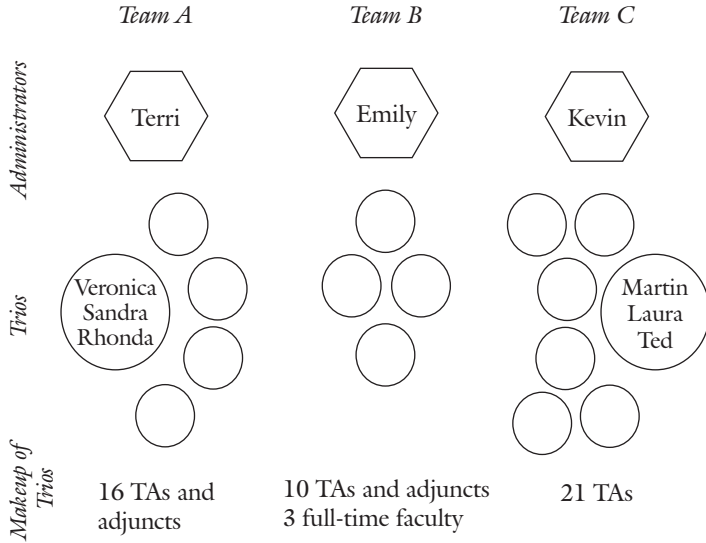 Team A
Team B
Team C
Administrators
Terri
Emily
Kevin
Trios
Veronica
Sandra
Rhonda
Martin
Laura
Ted
Makeup of
Trios
16 TAs and
adjuncts
10 TAs and adjuncts
3 full-time faculty
21 TAs